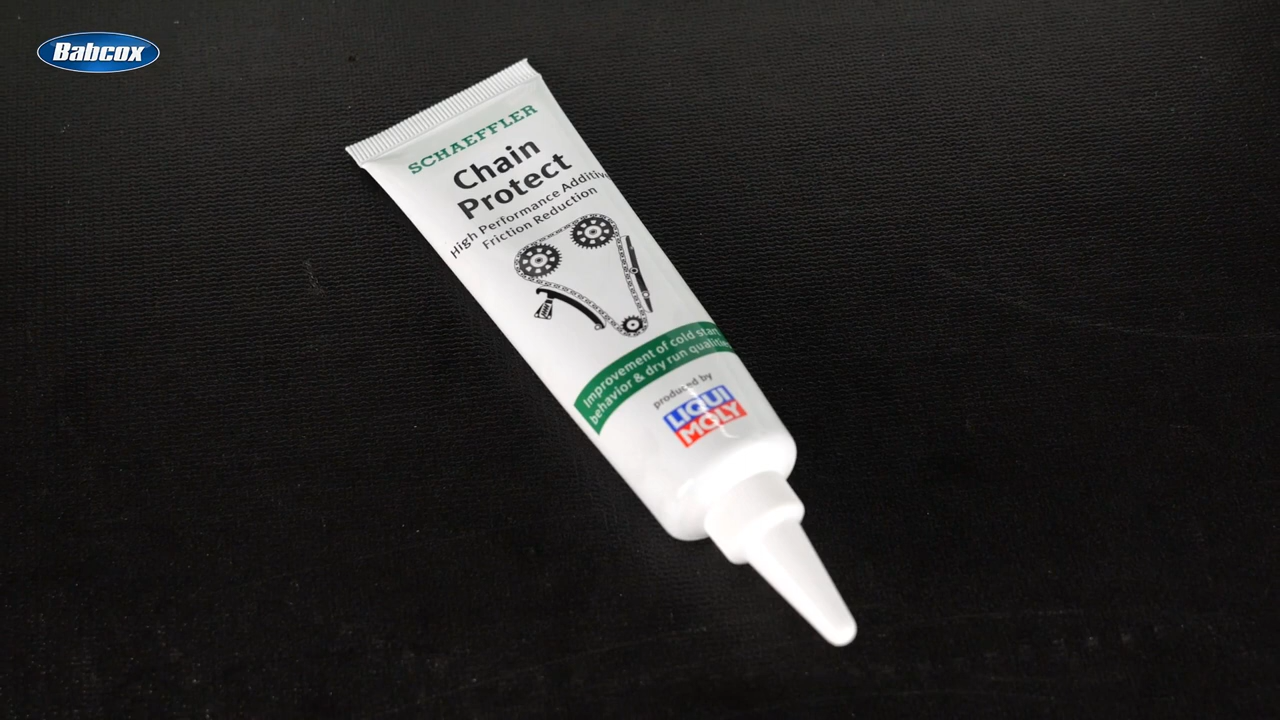 Babcox
SCHAEFFLER
Chain
Protect
High Performance Additive
Friction Reduction
Improvement of cold start
behavior & dry run qualities
produced by
LIQUI
MOLY